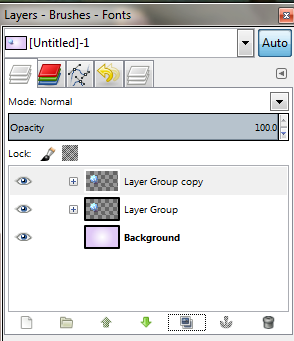 Layers - Brushes - Fonts
[Untitled]-1
Auto
Mode: Normal
Opacity 100.0
Lock:
Layer Group copy
Layer Group
Background